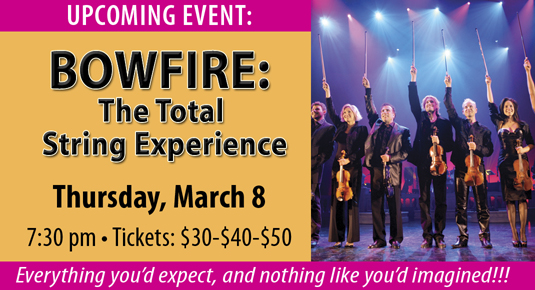 UPCOMING EVENT:
BOWFIRE:
The Total
String Experience
Thursday, March 8
7:30 pm • Tickets: $30-$40-$50
Everything you'd expect, and nothing like you'd imagined!!!